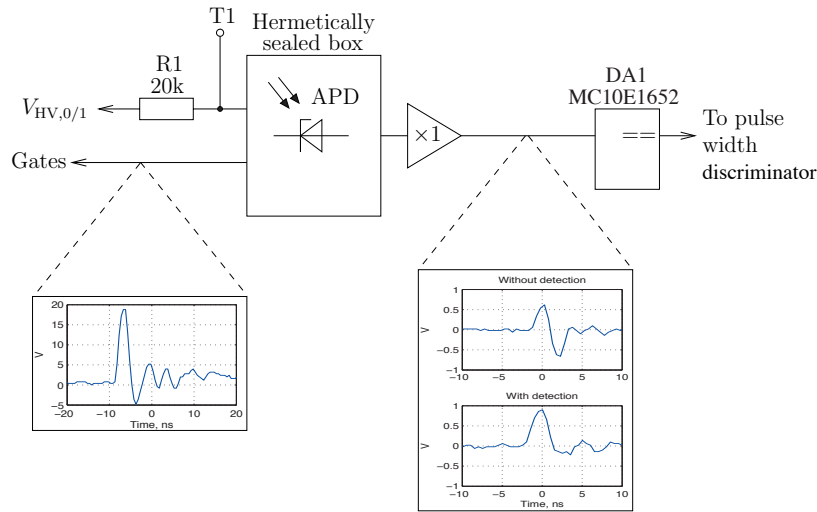 T1
Hermetically
sealed box
R1
20k
V_HV,0/1
APD
×1
DA1
MC10E1652
==
To pulse
width
discriminator
Gates
20
15
10
5
0
−5
V
−20 −10 0 10 20
Time, ns
Without detection
1
0.5
0
−0.5
−1
V
−10 −5 0 5 10
With detection
1
0.5
0
−0.5
−1
V
−10 −5 0 5 10
Time, ns